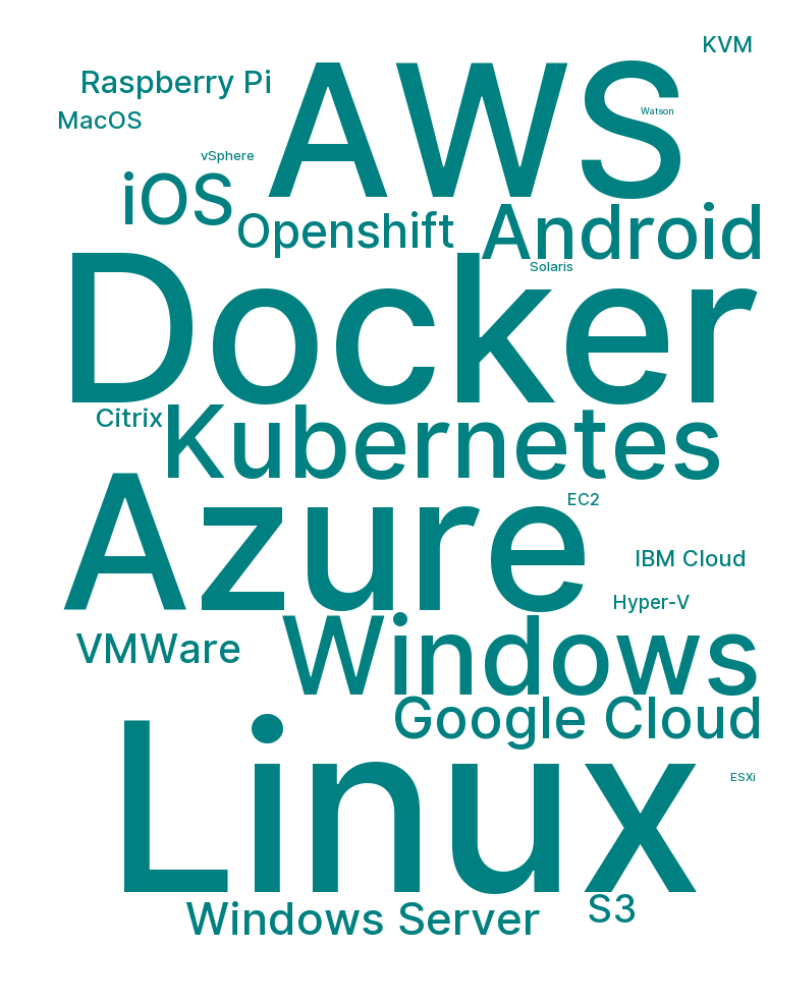 KVM
AWS
Raspberry Pi
Watson
MacOS
vSphere
iOS
Openshift
Android
Solaris
Docker
Citrix
Kubernetes
Azure
EC2
IBM Cloud
Hyper-V
VMWare
Windows
Google Cloud
Linux
ESXi
Windows Server
S3